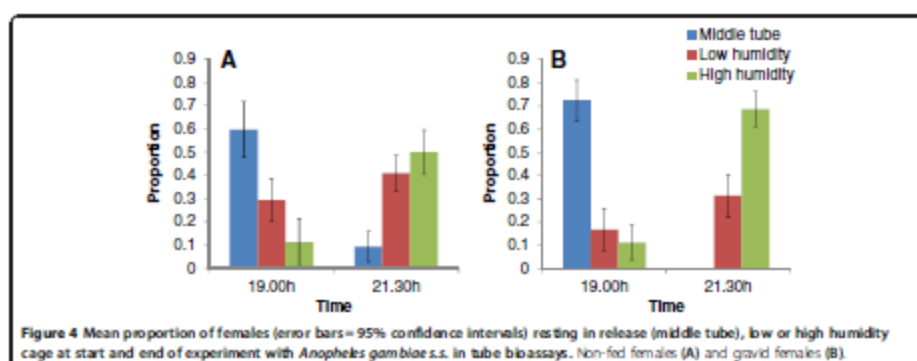 Middle tube
Low humidity
High humidity
A
0.9
0.8
0.7
0.6
0.5
0.4
0.3
0.2
0.1
0
Proportion
19.00h
21.30h
Time
B
0.9
0.8
0.7
0.6
0.5
0.4
0.3
0.2
0.1
0
Proportion
19.00h
21.30h
Time
Figure 4 Mean proportion of females (error bars = 95% confidence intervals) resting in release (middle tube), low or high humidity
cage at start and end of experiment with Anopheles gambiae s.s. in tube bioassays. Non-fed females (A) and gravid females (B).